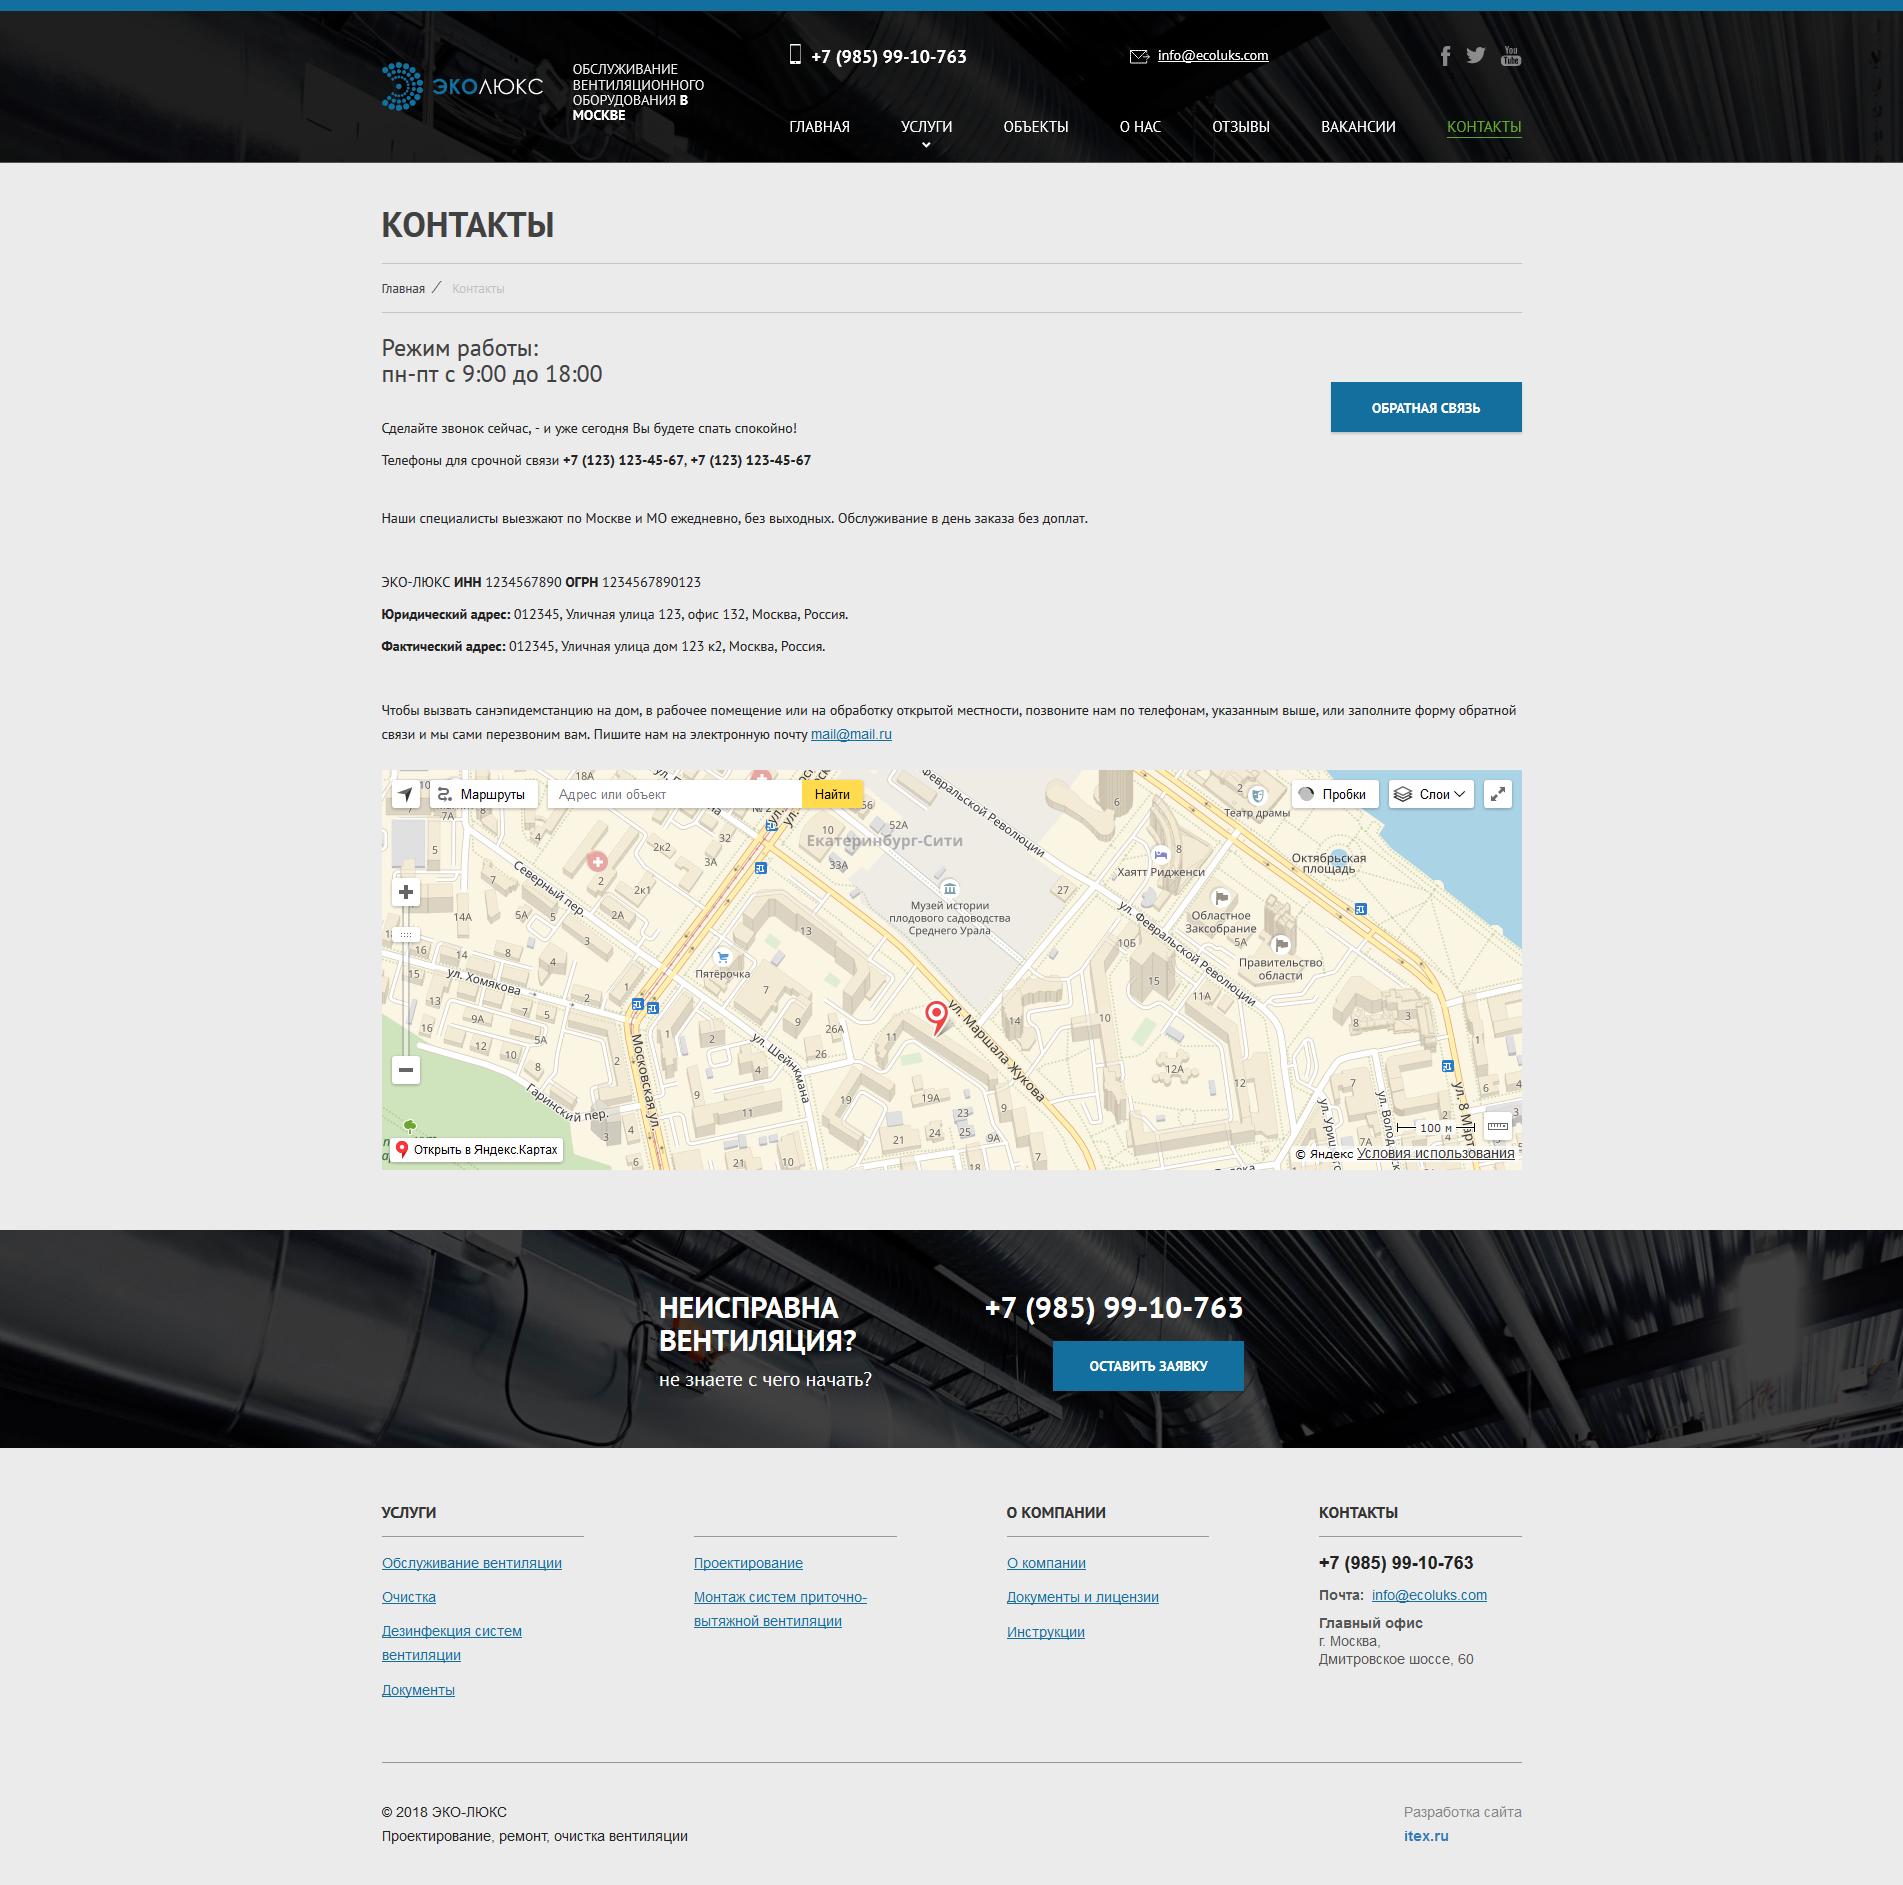 +7 (985) 99-10-763
info@ecoluks.com
You
Tube
ЭКОЛЮКС
ОБСЛУЖИВАНИЕ
ВЕНТИЛЯЦИОННОГО
ОБОРУДОВАНИЯ В
МОСКВЕ
ГЛАВНАЯ УСЛУГИ ОБЪЕКТЫ О НАС ОТЗЫВЫ ВАКАНСИИ КОНТАКТЫ
КОНТАКТЫ
Главная / Контакты
Режим работы:
пн-пт с 9:00 до 18:00
ОБРАТНАЯ СВЯЗЬ
Сделайте звонок сейчас, - и уже сегодня Вы будете спать спокойно!
Телефоны для срочной связи +7 (123) 123-45-67, +7 (123) 123-45-67
Наши специалисты выезжают по Москве и МО ежедневно, без выходных. Обслуживание в день заказа без доплат.
ЭКО-ЛЮКС ИНН 1234567890 ОГРН 1234567890123
Юридический адрес: 012345, Уличная улица 123, офис 132, Москва, Россия.
Фактический адрес: 012345, Уличная улица дом 123 к2, Москва, Россия.
Чтобы вызвать санэпидемстанцию на дом, в рабочее помещение или на обработку открытой местности, позвоните нам по телефонам, указанным выше, или заполните форму обратной
связи и мы сами перезвоним вам. Пишите нам на электронную почту mail@mail.ru
Маршруты
Адрес или объект
Найти
Пробки
Слои
Театр драмы
Екатеринбург-Сити
ул. Февральской Революции
Октябрьская
площадь
Хаятт Ридженси
Северный пер.
Музей истории
плодового садоводства
Среднего Урала
Областное
Заксобрание
Правительство
области
ул. Февральской Революции
Пятёрочка
ул. Хомякова
ул. Маршала Жукова
Московская ул.
ул. Шейнкмана
Гаринский пер.
ул. 8 Март
100 м
Открыть в Яндекс.Картах
© Яндекс Условия использования
НЕИСПРАВНА
ВЕНТИЛЯЦИЯ?
не знаете с чего начать?
+7 (985) 99-10-763
ОСТАВИТЬ ЗАЯВКУ
УСЛУГИ
Обслуживание вентиляции
Очистка
Дезинфекция систем
вентиляции
Документы
Проектирование
Монтаж систем приточно-
вытяжной вентиляции
О КОМПАНИИ
О компании
Документы и лицензии
Инструкции
КОНТАКТЫ
+7 (985) 99-10-763
Почта: info@ecoluks.com
Главный офис
г. Москва,
Дмитровское шоссе, 60
© 2018 ЭКО-ЛЮКС
Проектирование, ремонт, очистка вентиляции
Разработка сайта
itex.ru